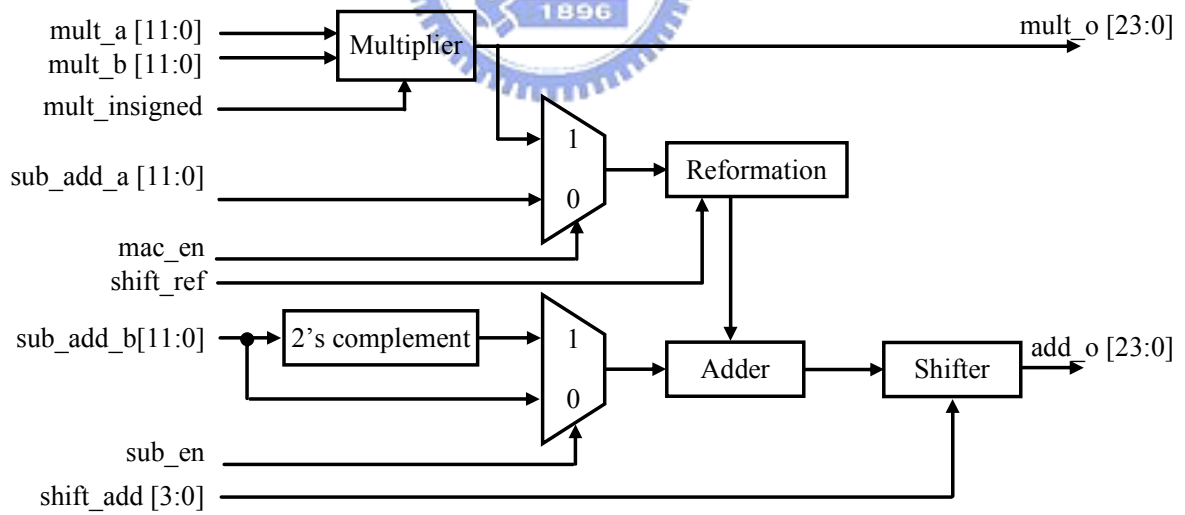 1896
mult_a [11:0]
mult_b [11:0]
mult_insigned
Multiplier
mult_o [23:0]
sub_add_a [11:0]
1
0
Reformation
mac_en
shift_ref
sub_add_b[11:0]
2's complement
1
0
Adder
Shifter
add_o [23:0]
sub_en
shift_add [3:0]